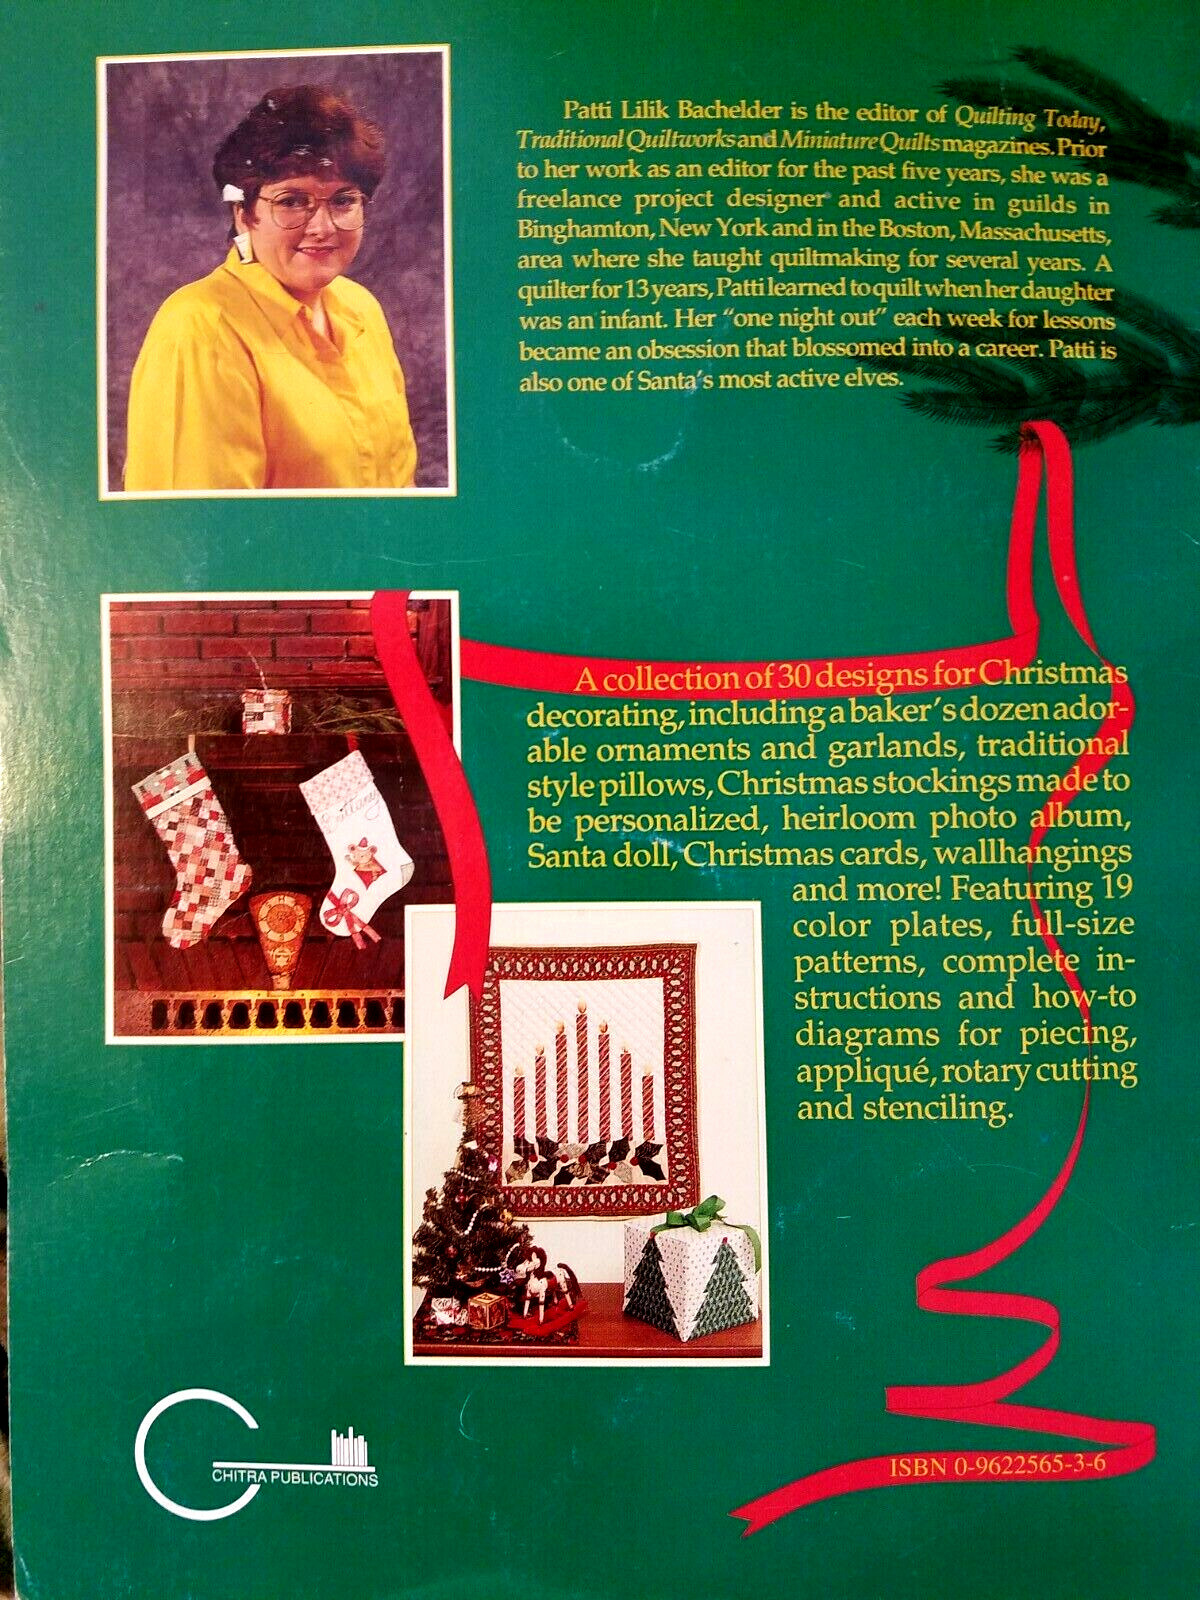 Patti Lilik Bachelder is the editor of Quilting Today,
Traditional Quiltworks and Miniature Quilts magazines. Prior
to her work as an editor for the past five years, she was a
freelance project designer and active in guilds in
Binghamton, New York and in the Boston, Massachusetts,
area where she taught quiltmaking for several years. A
quilter for 13 years, Patti learned to quilt when her daughter
was an infant. Her “one night out” each week for lessons
became an obsession that blossomed into a career. Patti is
also one of Santa’s most active elves.
Brittany
A collection of 30 designs for Christmas
decorating, including a baker’s dozen ador-
able ornaments and garlands, traditional
style pillows, Christmas stockings made to
be personalized, heirloom photo album,
Santa doll, Christmas cards, wallhangings
and more! Featuring 19
color plates, full-size
patterns, complete in-
structions and how-to
diagrams for piecing,
appliqué, rotary cutting
and stenciling.
CHITRA PUBLICATIONS
ISBN 0-9622565-3-6